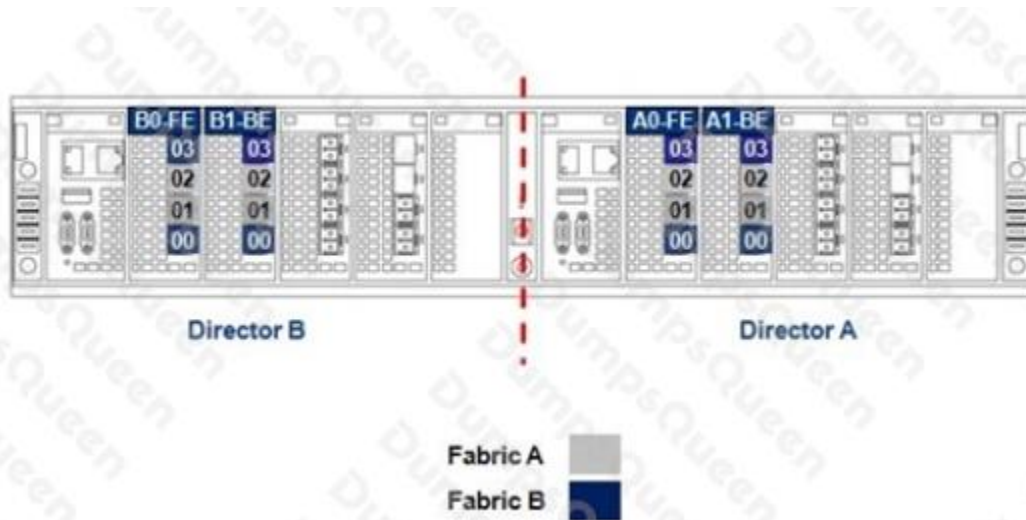 B0-FE B1-BE A0-FE A1-BE
03 03 03 03
02 02 02 02
01 01 01 01
00 00 00 00
Director B Director A
Fabric A
Fabric B
DumpsQueen